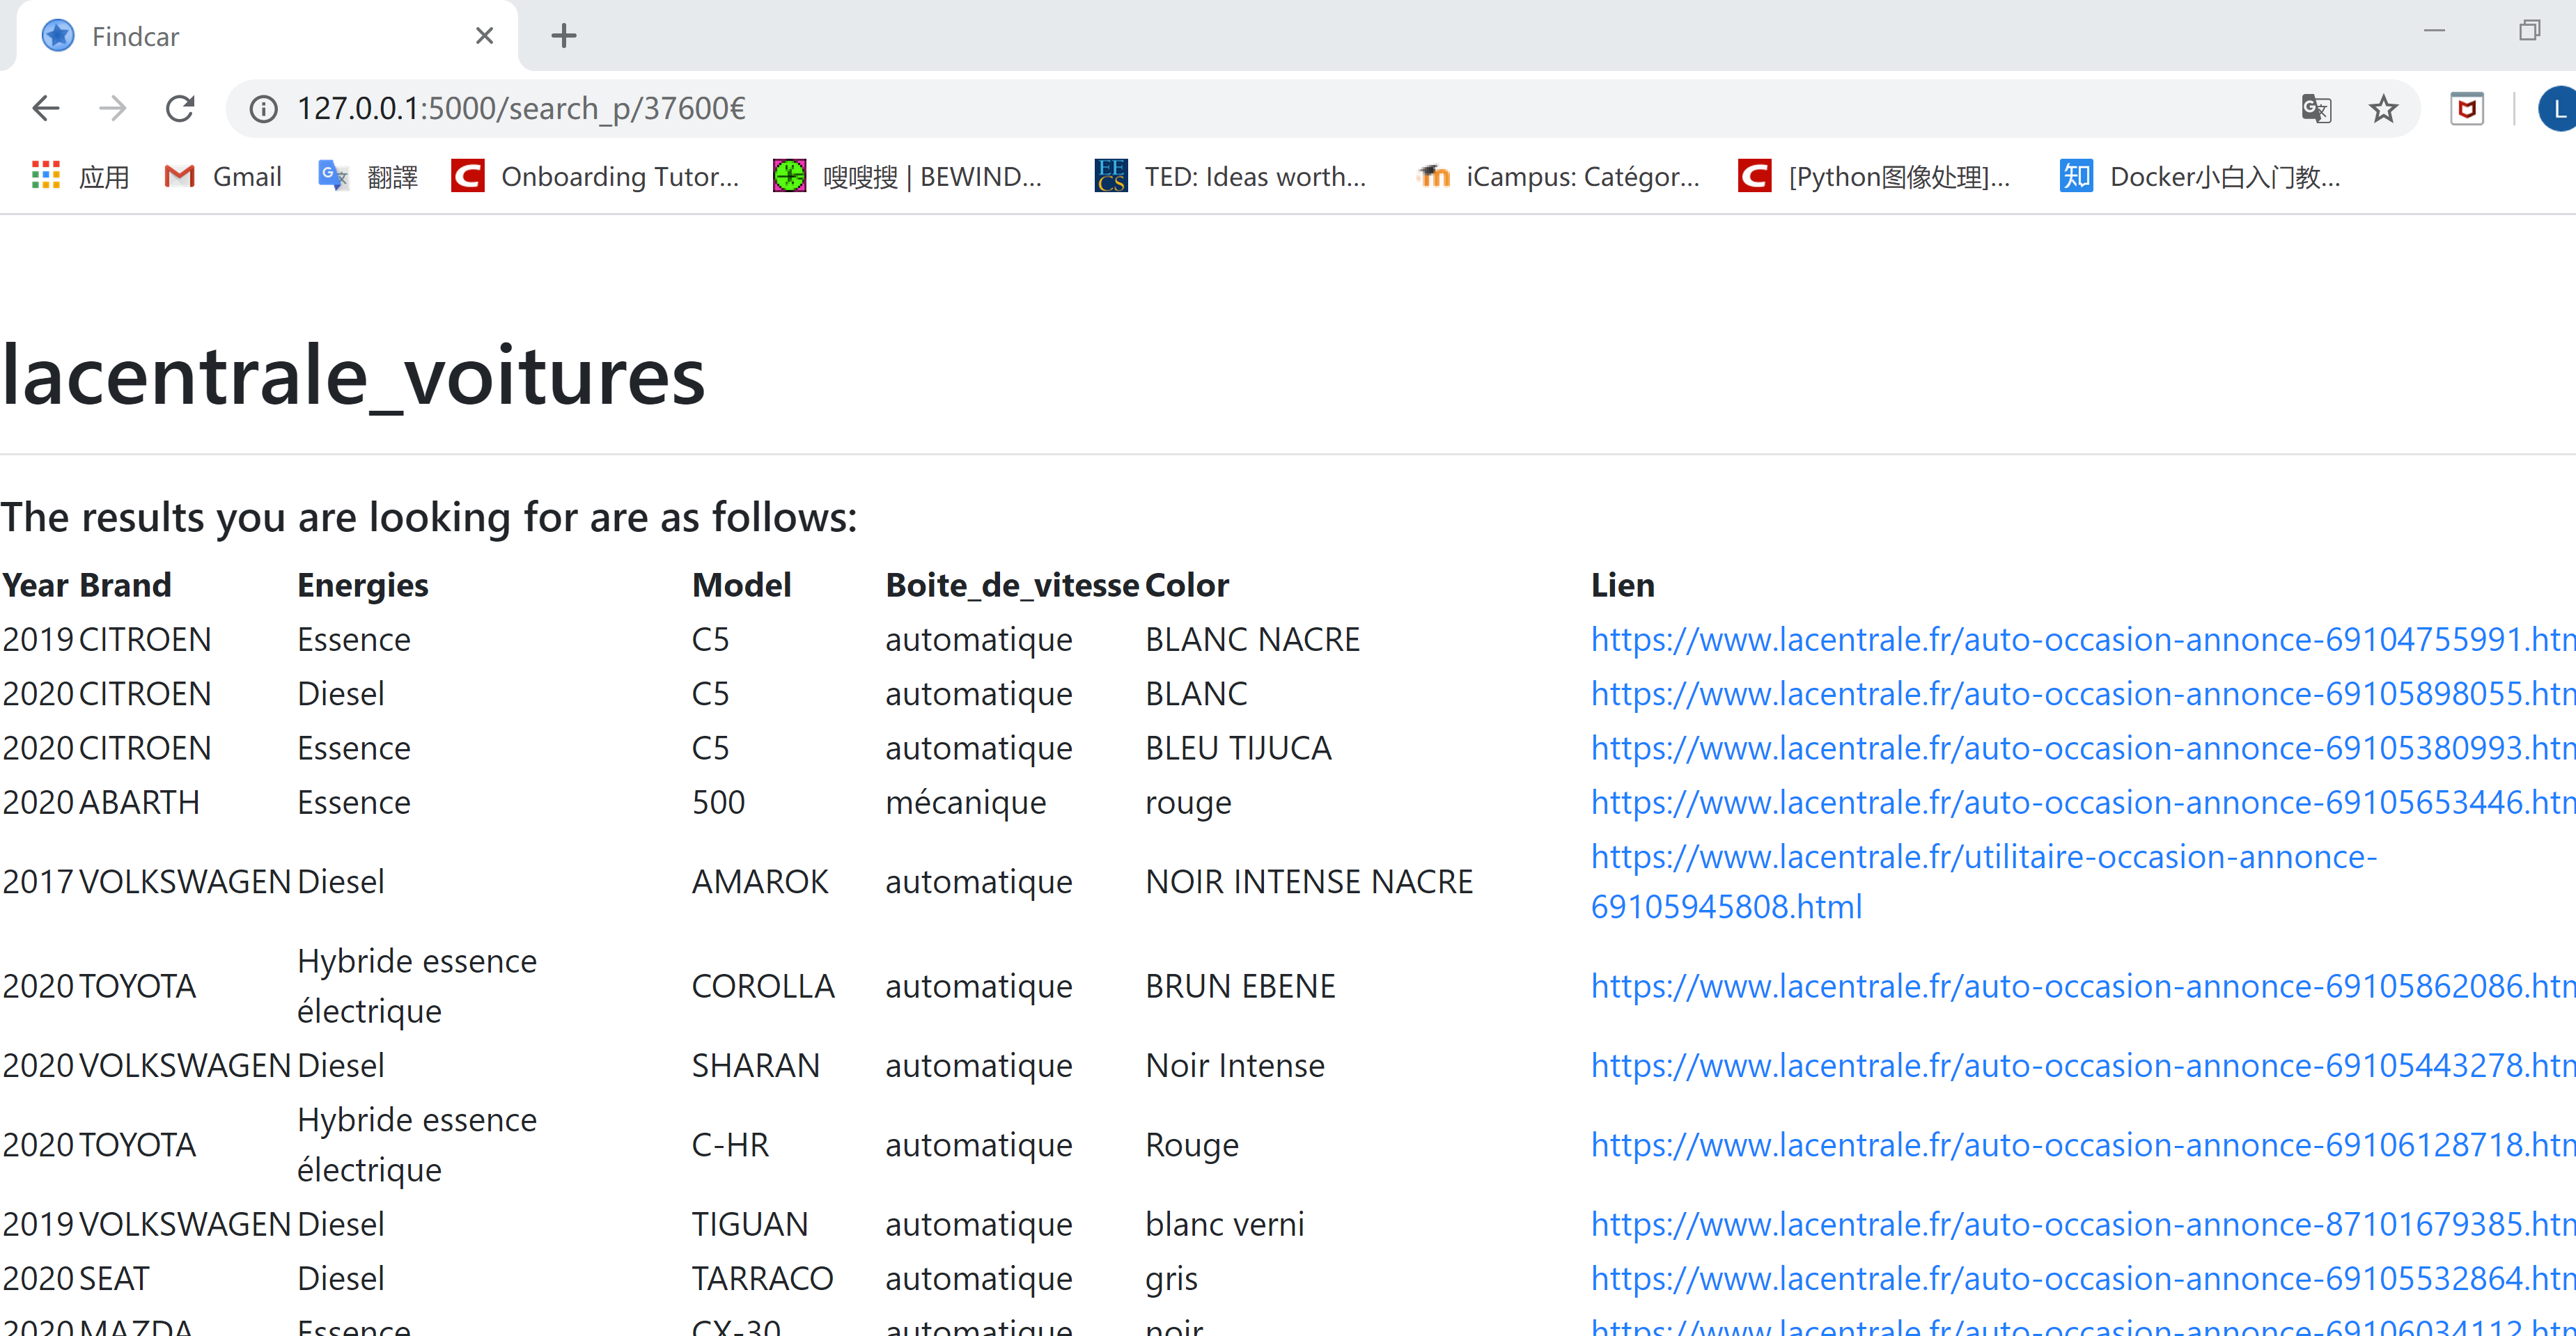 Findcar
127.0.0.1:5000/search_p/37600€
L
应用 Gmail 翻譯 Onboarding Tutor... 嗖嗖搜 | BEWIND... EECS TED: Ideas worth... iCampus: Catégor... [Python图像处理]... 知 Docker小白入门教...
lacentrale_voitures
The results you are looking for are as follows:
Year Brand Energies Model Boite_de_vitesse Color Lien
2019 CITROEN Essence C5 automatique BLANC NACRE https://www.lacentrale.fr/auto-occasion-annonce-69104755991.htm
2020 CITROEN Diesel C5 automatique BLANC https://www.lacentrale.fr/auto-occasion-annonce-69105898055.htm
2020 CITROEN Essence C5 automatique BLEU TIJUCA https://www.lacentrale.fr/auto-occasion-annonce-69105380993.htm
2020 ABARTH Essence 500 mécanique rouge https://www.lacentrale.fr/auto-occasion-annonce-69105653446.htm
2017 VOLKSWAGEN Diesel AMAROK automatique NOIR INTENSE NACRE https://www.lacentrale.fr/utilitaire-occasion-annonce-
69105945808.html
2020 TOYOTA Hybride essence COROLLA automatique BRUN EBENE https://www.lacentrale.fr/auto-occasion-annonce-69105862086.htm
électrique
2020 VOLKSWAGEN Diesel SHARAN automatique Noir Intense https://www.lacentrale.fr/auto-occasion-annonce-69105443278.htm
2020 TOYOTA Hybride essence C-HR automatique Rouge https://www.lacentrale.fr/auto-occasion-annonce-69106128718.htm
électrique
2019 VOLKSWAGEN Diesel TIGUAN automatique blanc verni https://www.lacentrale.fr/auto-occasion-annonce-87101679385.htm
2020 SEAT Diesel TARRACO automatique gris https://www.lacentrale.fr/auto-occasion-annonce-69105532864.htm
2020 MAZDA Essence CX-30 automatique noir https://www.lacentrale.fr/auto-occasion-annonce-69106034112.htm